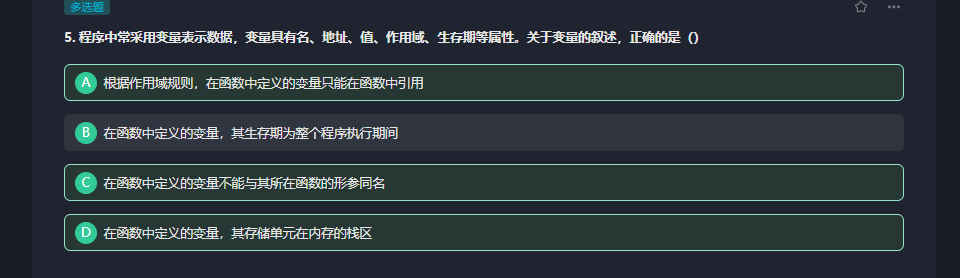 多选题
5. 程序中常采用变量表示数据，变量具有名、地址、值、作用域、生存期等属性。关于变量的叙述，正确的是（）
A 根据作用域规则，在函数中定义的变量只能在函数中引用
B 在函数中定义的变量，其生存期为整个程序执行期间
C 在函数中定义的变量不能与其所在函数的形参同名
D 在函数中定义的变量，其存储单元在内存的栈区